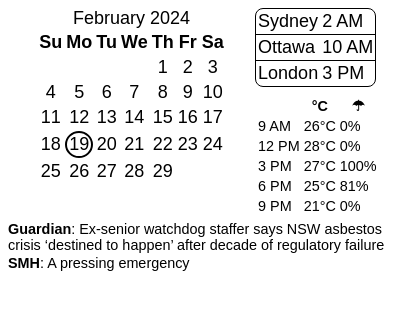 February 2024
Su Mo Tu We Th Fr Sa
1 2 3
4 5 6 7 8 9 10
11 12 13 14 15 16 17
18 19 20 21 22 23 24
25 26 27 28 29
Sydney 2 AM
Ottawa 10 AM
London 3 PM
°C ☂
9 AM 26°C 0%
12 PM 28°C 0%
3 PM 27°C 100%
6 PM 25°C 81%
9 PM 21°C 0%
Guardian: Ex-senior watchdog staffer says NSW asbestos
crisis ‘destined to happen’ after decade of regulatory failure
SMH: A pressing emergency